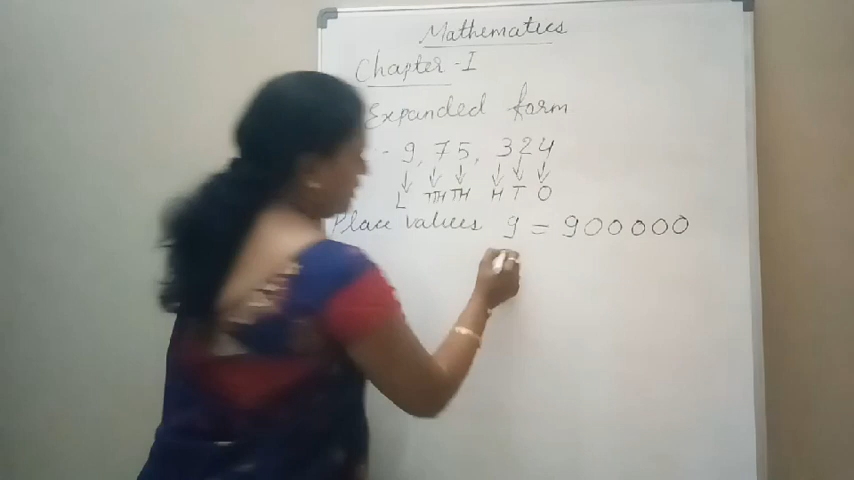 Mathematics
Chapter - I
Expanded form
- 9, 75, 324
↓ ↓ ↓ ↓ ↓ ↓
L TTH TH H T O
Place values 9 = 900000